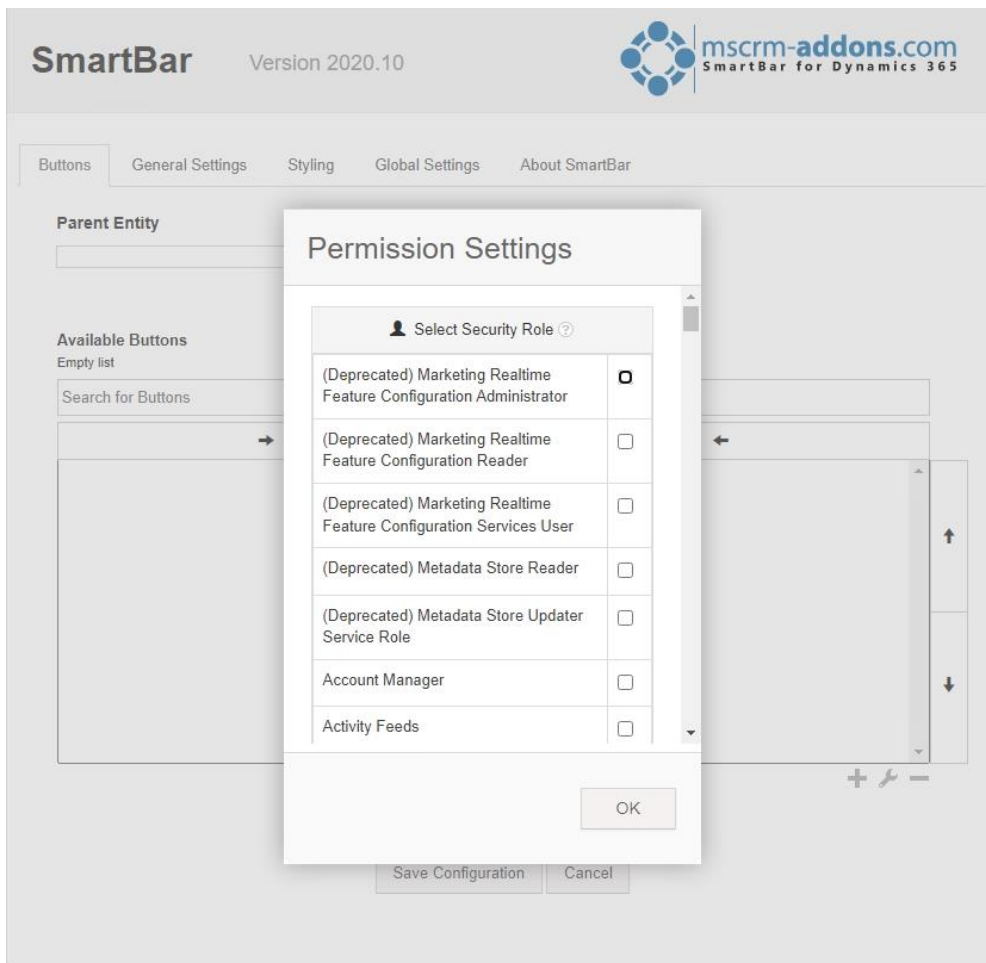 SmartBar
Version 2020.10
mscrm-addons.com
SmartBar for Dynamics 365
Buttons
General Settings
Styling
Global Settings
About SmartBar
Parent Entity
Permission Settings
Select Security Role ?
Available Buttons
Empty list
Search for Buttons
(Deprecated) Marketing Realtime
Feature Configuration Administrator
(Deprecated) Marketing Realtime
Feature Configuration Reader
(Deprecated) Marketing Realtime
Feature Configuration Services User
(Deprecated) Metadata Store Reader
(Deprecated) Metadata Store Updater
Service Role
Account Manager
Activity Feeds
OK
Save Configuration
Cancel